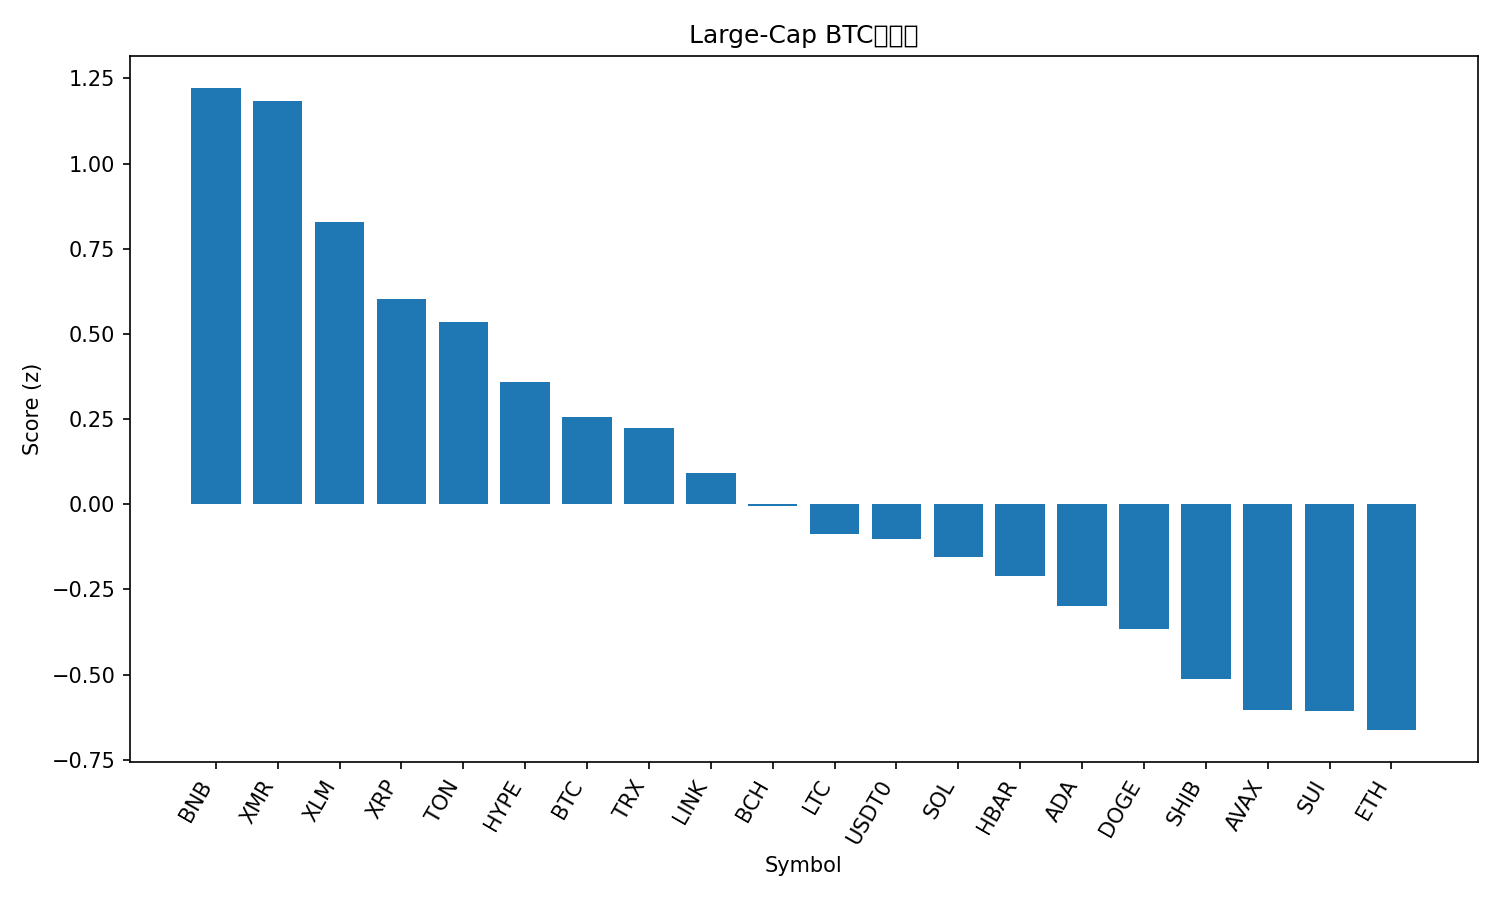 Large-Cap BTC
1.25
1.00
0.75
0.50
0.25
0.00
−0.25
−0.50
−0.75
Score (z)
BNB
XMR
XLM
XRP
TON
HYPE
BTC
TRX
LINK
BCH
LTC
USDT0
SOL
HBAR
ADA
DOGE
SHIB
AVAX
SUI
ETH
Symbol